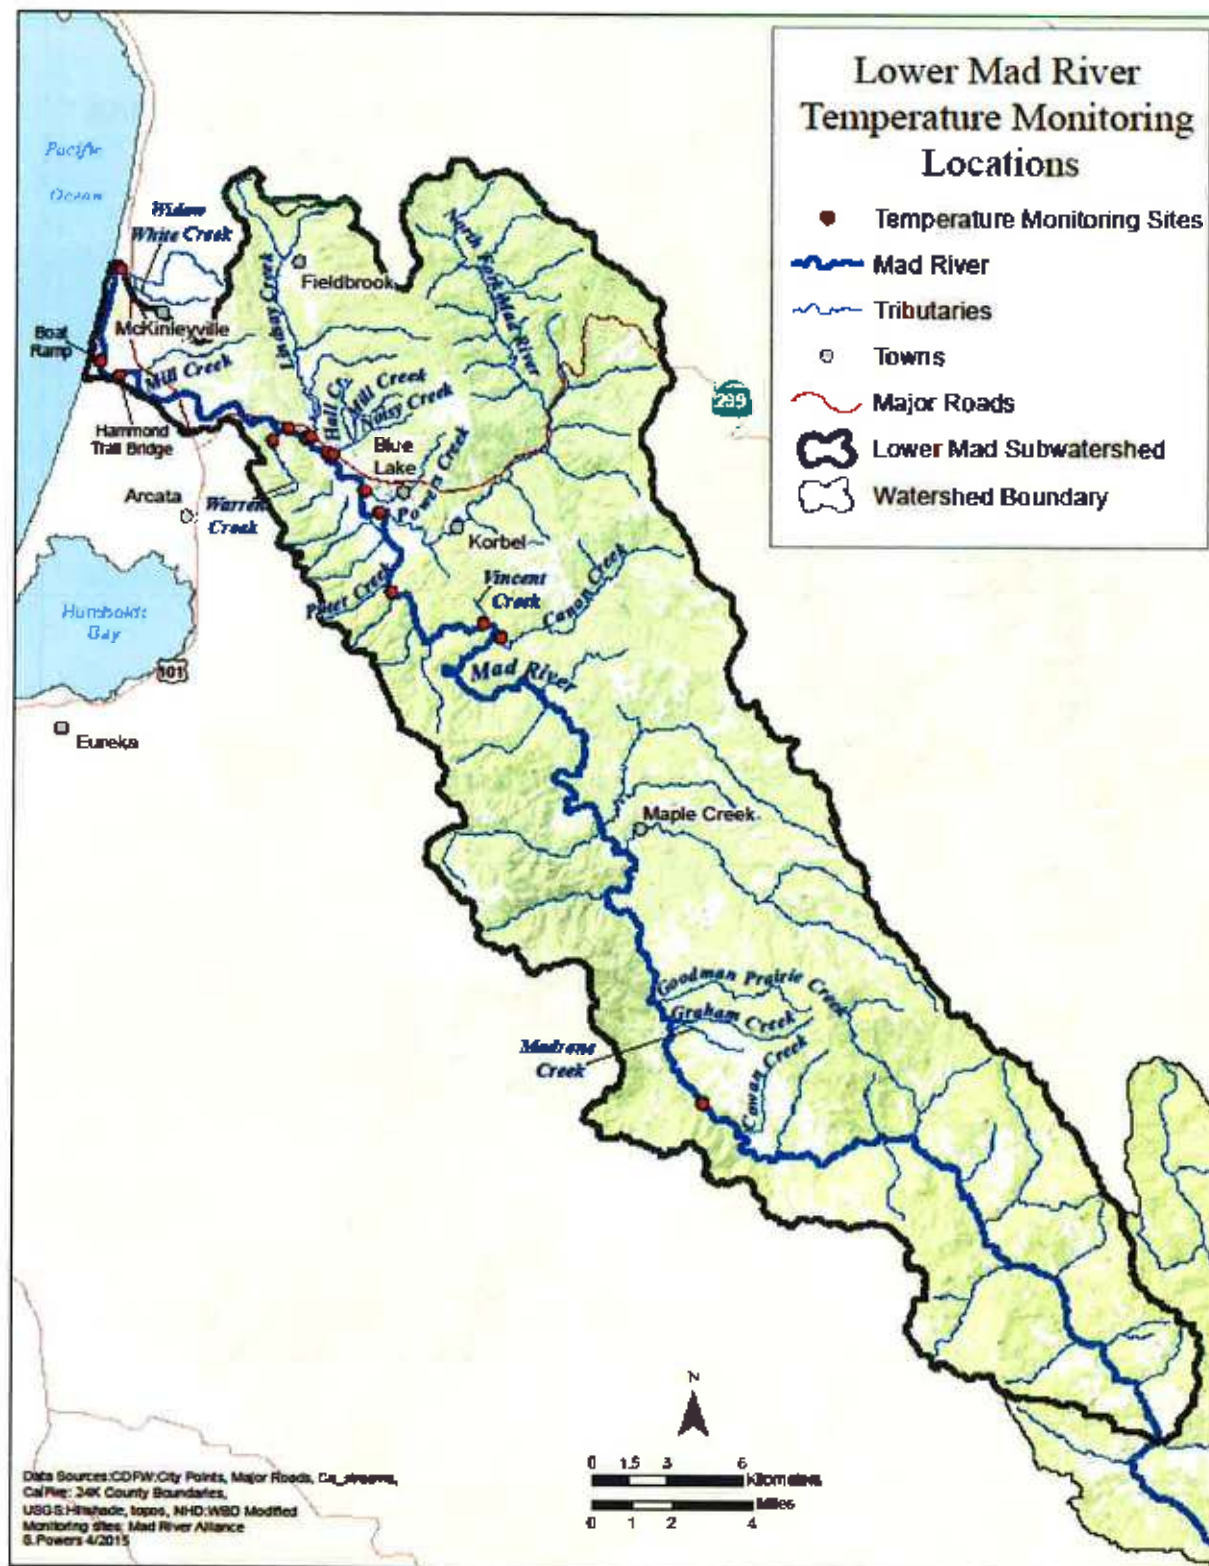 Lower Mad River
Temperature Monitoring
Locations
Temperature Monitoring Sites
Mad River
Tributaries
Towns
Major Roads
Lower Mad Subwatershed
Watershed Boundary
Pacific
Ocean
Widow
White Creek
Fieldbrook
McKinleyville
Boat
Ramp
Mill Creek
Lindsay Creek
North Fork Mad River
Hall Cr
Mill Creek
Noisy Creek
299
Hammond
Trail Bridge
Blue
Lake
Powers Creek
Arcata
Warren
Creek
Korbel
Vincent
Creek
Canon Creek
Puter Creek
Humboldt
Bay
101
Mad River
Eureka
Maple Creek
Goodman Prairie Creek
Graham Creek
Madrone
Creek
Cowan Creek
N
0 1.5 3 6
Kilometers
Miles
0 1 2 4
Data Sources:CDFW:City Points, Major Roads, Ca_streams,
CalFire: 24K County Boundaries,
USGS:Hillshade, topos, NHD:WBD Modified
Monitoring sites: Mad River Alliance
S.Powers 4/2015